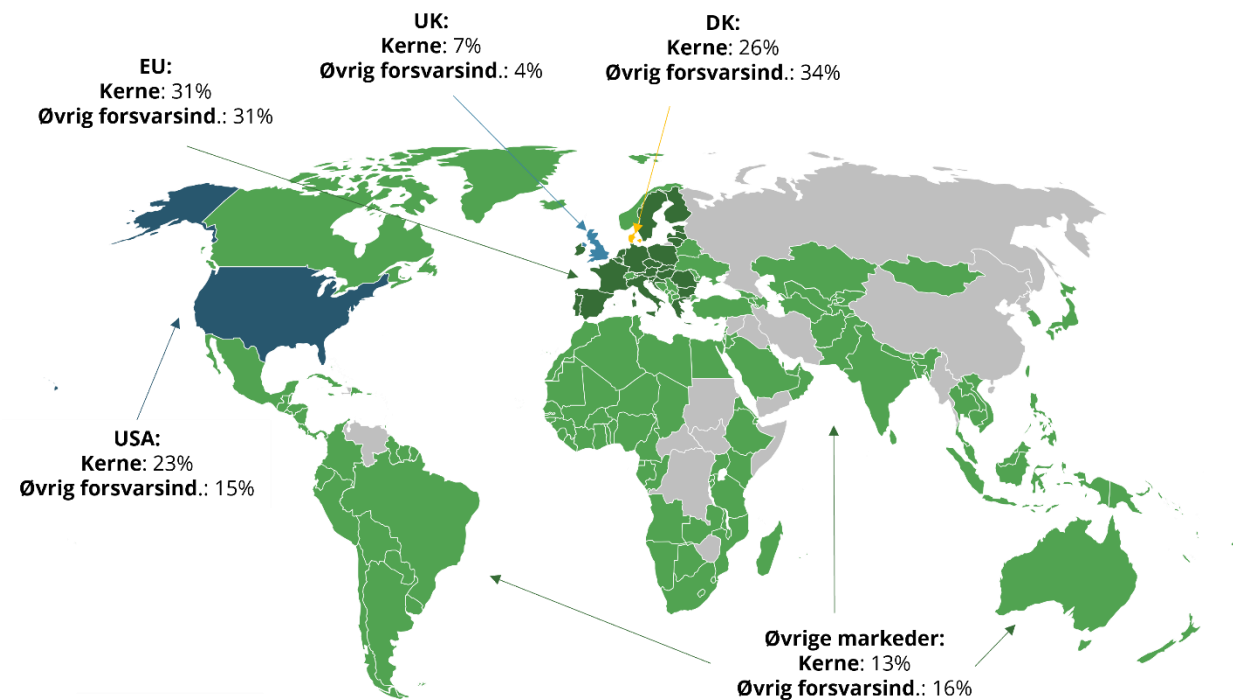 UK:
Kerne: 7%
Øvrig forsvarsind.: 4%
DK:
Kerne: 26%
Øvrig forsvarsind.: 34%
EU:
Kerne: 31%
Øvrig forsvarsind.: 31%
USA:
Kerne: 23%
Øvrig forsvarsind.: 15%
Øvrige markeder:
Kerne: 13%
Øvrig forsvarsind.: 16%